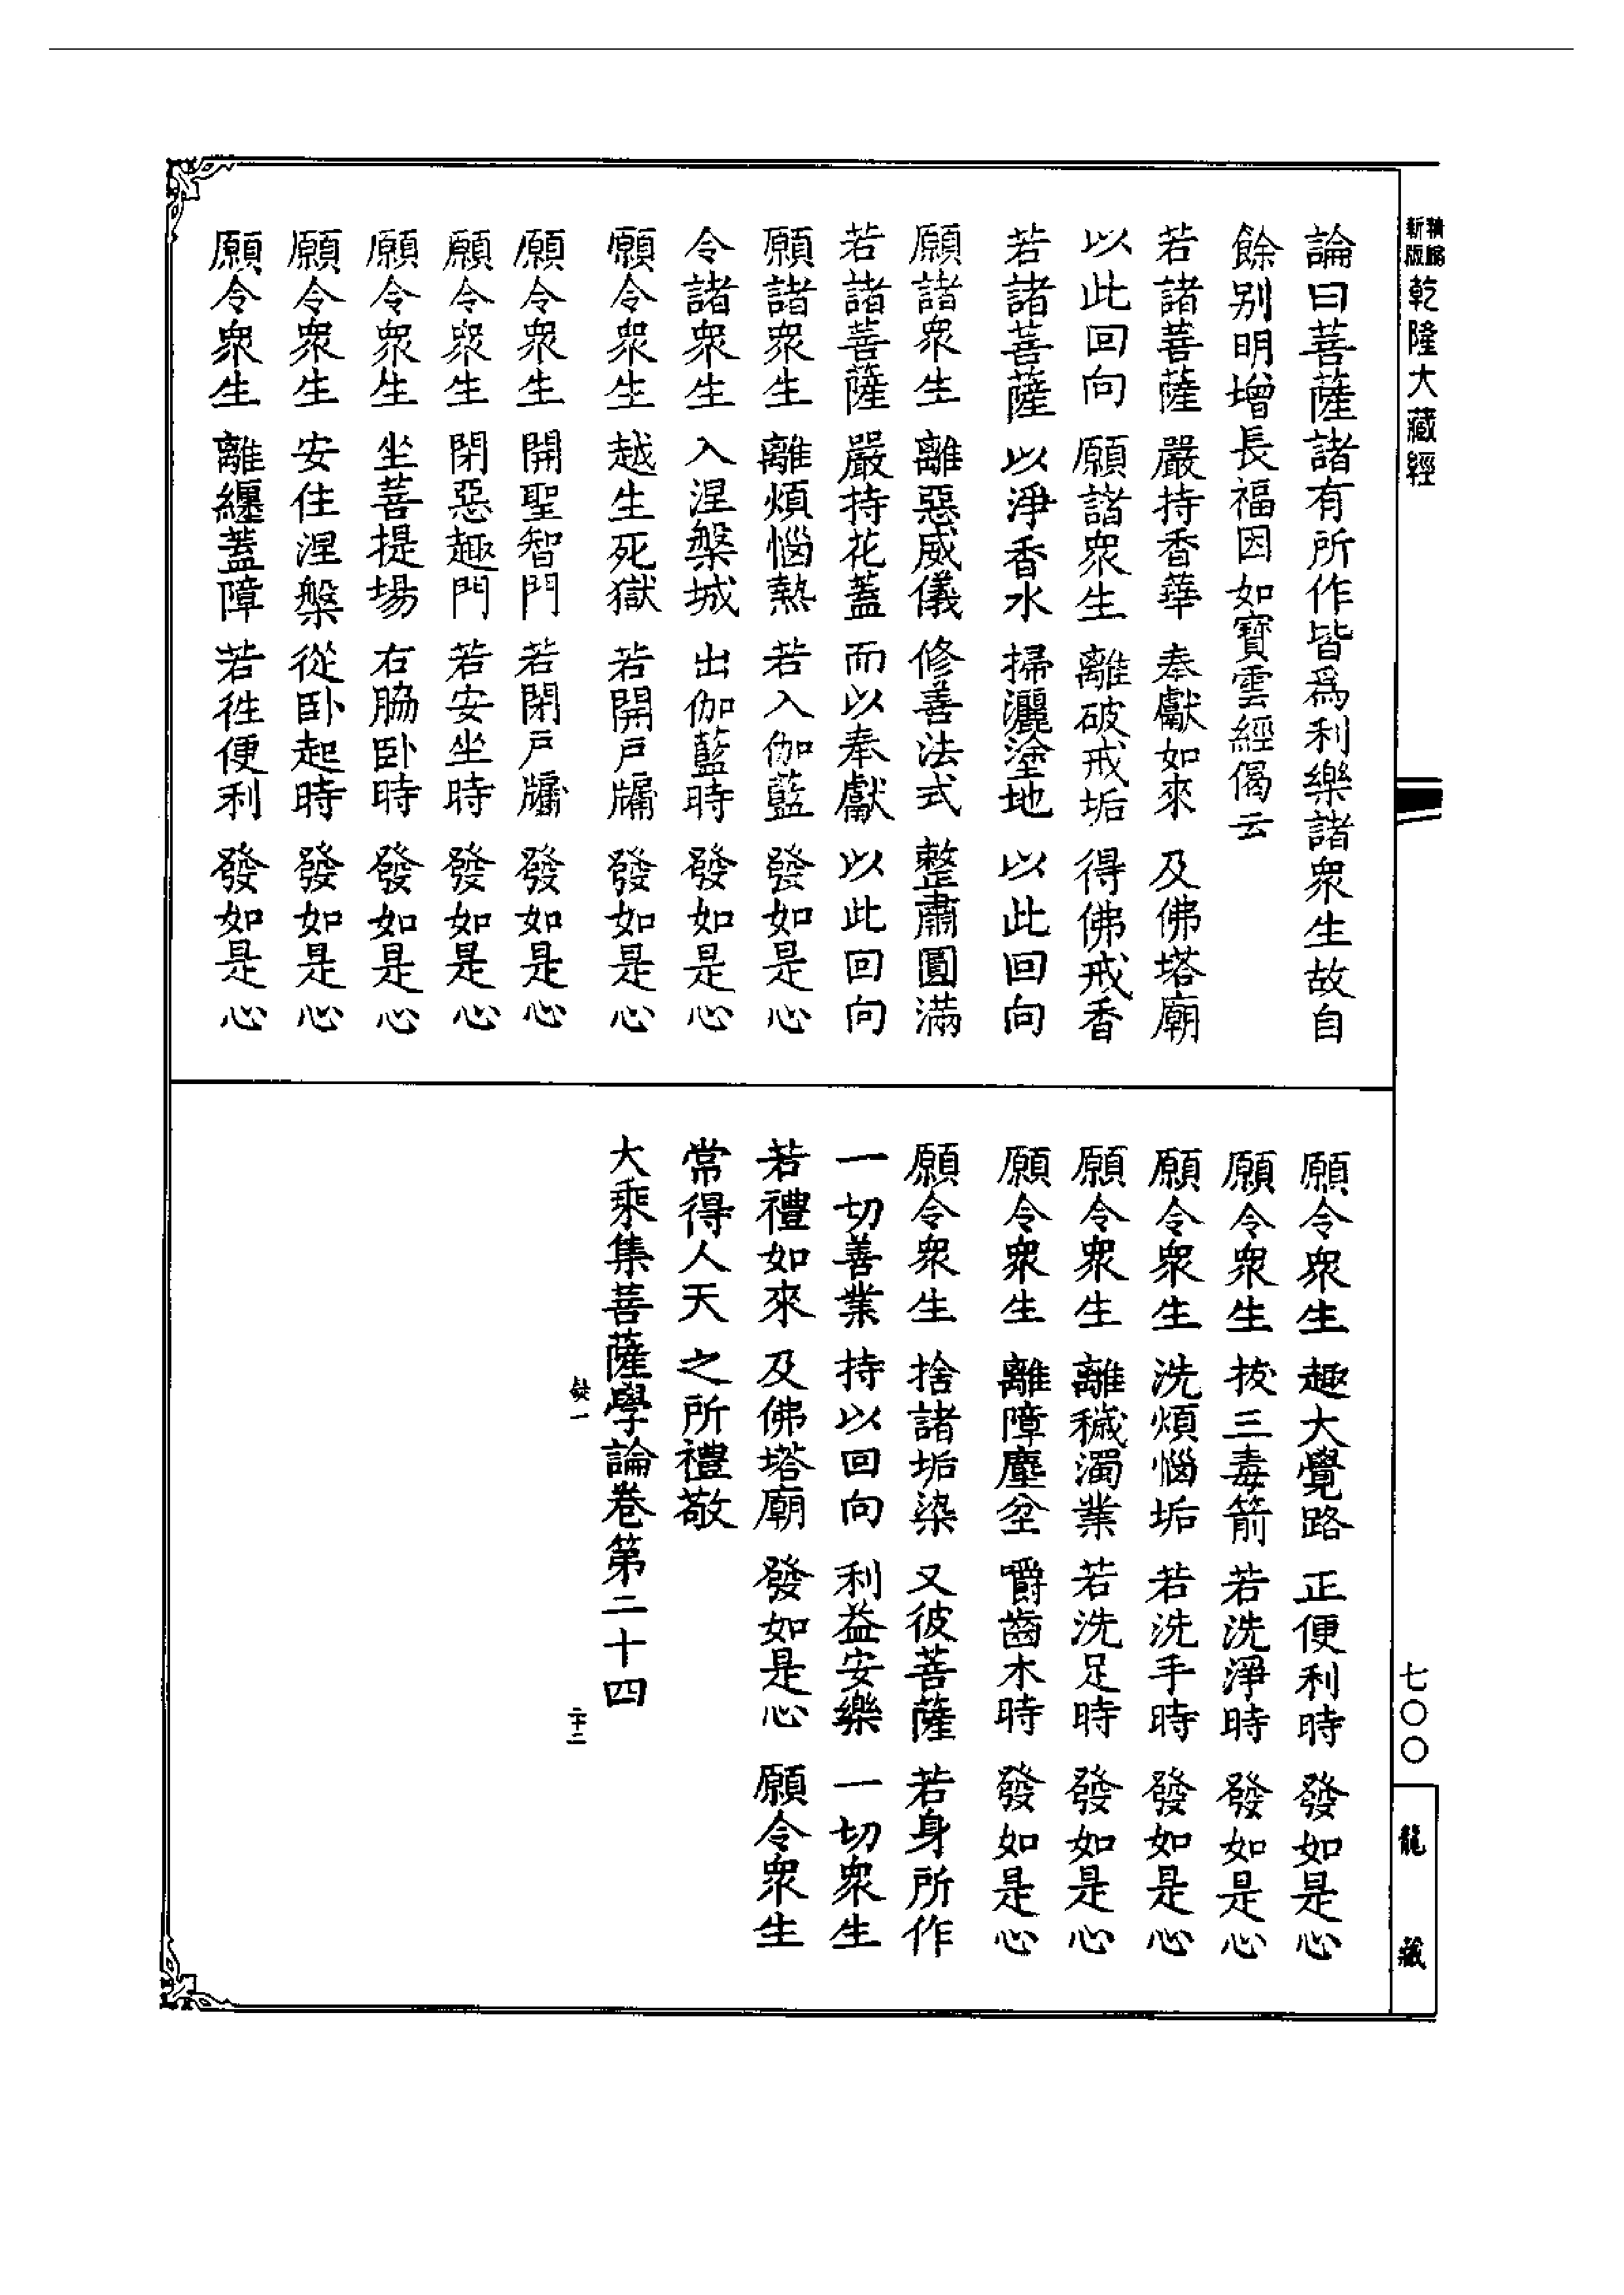 新版乾隆大藏經
論曰菩薩諸有所作皆爲利樂諸衆生故自
餘别明增長福因如寶雲經偈云
若諸菩薩 嚴持香華 奉獻如來 及佛塔廟
以此回向 願諸衆生 離破戒垢 得佛戒香
若諸菩薩 以淨香水 掃灑塗地 以此回向
願諸衆生 離惡威儀 修善法式 整肅圓滿
若諸菩薩 嚴持花蓋 而以奉獻 以此回向
願諸衆生 離煩惱熱 若入伽藍 發如是心
令諸衆生 入涅槃城 出伽藍時 發如是心
願令衆生 越生死獄 若開戸牖 發如是心
願令衆生 開聖智門 若閉戸牖 發如是心
願令衆生 閉惡趣門 若安坐時 發如是心
願令衆生 坐菩提場 右脇卧時 發如是心
願令衆生 安住涅槃 從卧起時 發如是心
願令衆生 離纒蓋障 若徃便利 發如是心
願令衆生 趣大覺路 正便利時 發如是心
願令衆生 拔三毒箭 若洗淨時 發如是心
願令衆生 洗煩惱垢 若洗手時 發如是心
願令衆生 離穢濁業 若洗足時 發如是心
願令衆生 離障塵坌 嚼齒木時 發如是心
願令衆生 捨諸垢染 又彼菩薩 若身所作
一切善業 持以回向 利益安樂 一切衆生
若禮如來 及佛塔廟 發如是心 願令衆生
常得人天 之所禮敬
大乘集菩薩學論卷第二十四
二十二
七〇〇
龍藏